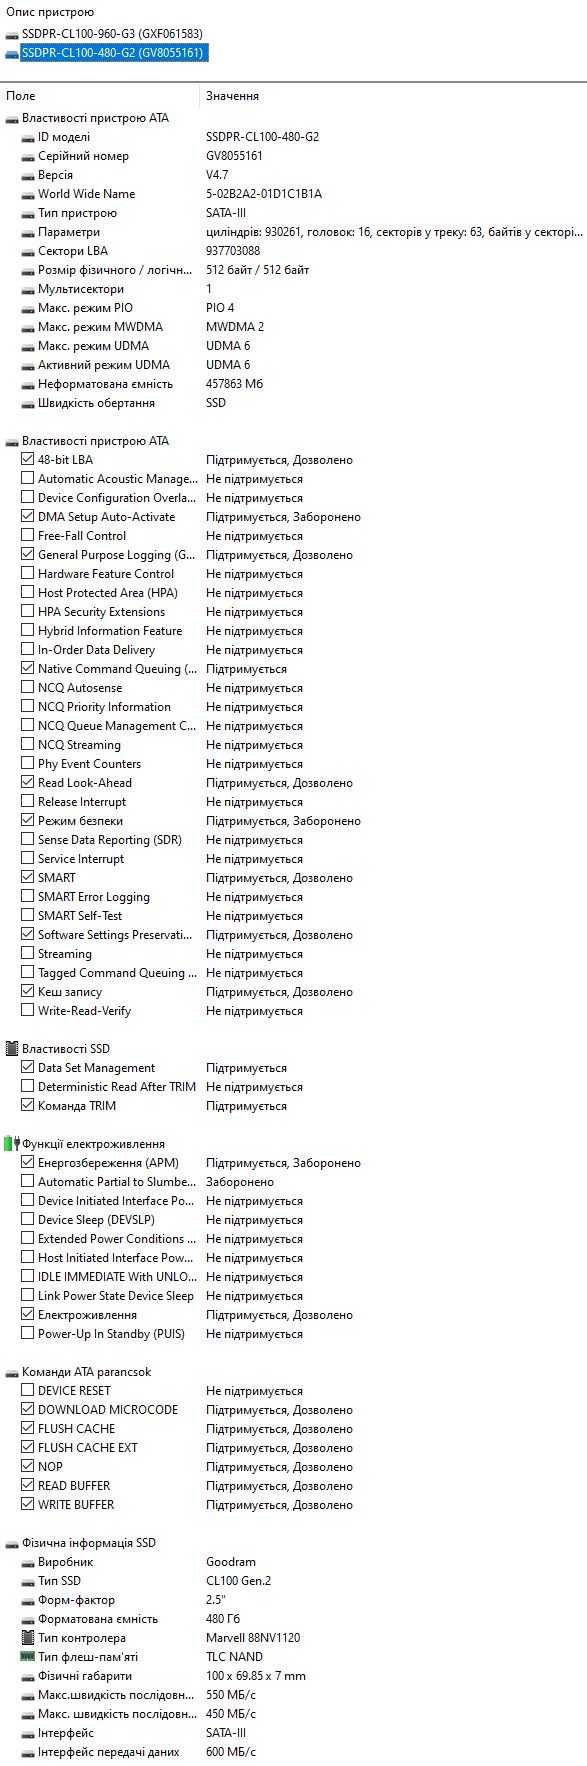 Опис пристрою
SSDPR-CL100-960-G3 (GXF061583)
SSDPR-CL100-480-G2 (GV8055161)
Поле Значення
Властивості пристрою ATA
ID моделі SSDPR-CL100-480-G2
Серійний номер GV8055161
Версія V4.7
World Wide Name 5-02B2A2-01D1C1B1A
Тип пристрою SATA-III
Параметри циліндрів: 930261, головок: 16, секторів у треку: 63, байтів у секторі...
Сектори LBA 937703088
Розмір фізичного / логічн... 512 байт / 512 байт
Мультисектори 1
Макс. режим PIO PIO 4
Макс. режим MWDMA MWDMA 2
Макс. режим UDMA UDMA 6
Активний режим UDMA UDMA 6
Неформатована ємність 457863 Мб
Швидкість обертання SSD
Властивості пристрою ATA
48-bit LBA Підтримується, Дозволено
Automatic Acoustic Manage... Не підтримується
Device Configuration Overla... Не підтримується
DMA Setup Auto-Activate Підтримується, Заборонено
Free-Fall Control Не підтримується
General Purpose Logging (G... Підтримується, Дозволено
Hardware Feature Control Не підтримується
Host Protected Area (HPA) Не підтримується
HPA Security Extensions Не підтримується
Hybrid Information Feature Не підтримується
In-Order Data Delivery Не підтримується
Native Command Queuing (... Підтримується
NCQ Autosense Не підтримується
NCQ Priority Information Не підтримується
NCQ Queue Management C... Не підтримується
NCQ Streaming Не підтримується
Phy Event Counters Не підтримується
Read Look-Ahead Підтримується, Дозволено
Release Interrupt Не підтримується
Режим безпеки Підтримується, Заборонено
Sense Data Reporting (SDR) Не підтримується
Service Interrupt Не підтримується
SMART Підтримується, Дозволено
SMART Error Logging Не підтримується
SMART Self-Test Не підтримується
Software Settings Preservati... Підтримується, Дозволено
Streaming Не підтримується
Tagged Command Queuing ... Не підтримується
Кеш запису Підтримується, Дозволено
Write-Read-Verify Не підтримується
Властивості SSD
Data Set Management Підтримується
Deterministic Read After TRIM Не підтримується
Команда TRIM Підтримується
Функції електроживлення
Енергозбереження (APM) Підтримується, Заборонено
Automatic Partial to Slumbe... Заборонено
Device Initiated Interface Po... Не підтримується
Device Sleep (DEVSLP) Не підтримується
Extended Power Conditions ... Не підтримується
Host Initiated Interface Pow... Не підтримується
IDLE IMMEDIATE With UNLO... Не підтримується
Link Power State Device Sleep Не підтримується
Електроживлення Підтримується, Дозволено
Power-Up In Standby (PUIS) Не підтримується
Команди ATA parancsok
DEVICE RESET Не підтримується
DOWNLOAD MICROCODE Підтримується, Дозволено
FLUSH CACHE Підтримується, Дозволено
FLUSH CACHE EXT Підтримується, Дозволено
NOP Підтримується, Дозволено
READ BUFFER Підтримується, Дозволено
WRITE BUFFER Підтримується, Дозволено
Фізична інформація SSD
Виробник Goodram
Тип SSD CL100 Gen.2
Форм-фактор 2.5"
Форматована ємність 480 Гб
Тип контролера Marvell 88NV1120
Тип флеш-пам'яті TLC NAND
Фізичні габарити 100 x 69.85 x 7 mm
Макс.швидкість послідовн... 550 МБ/с
Макс. швидкість послідовн... 450 МБ/с
Інтерфейс SATA-III
Інтерфейс передачі даних 600 МБ/с